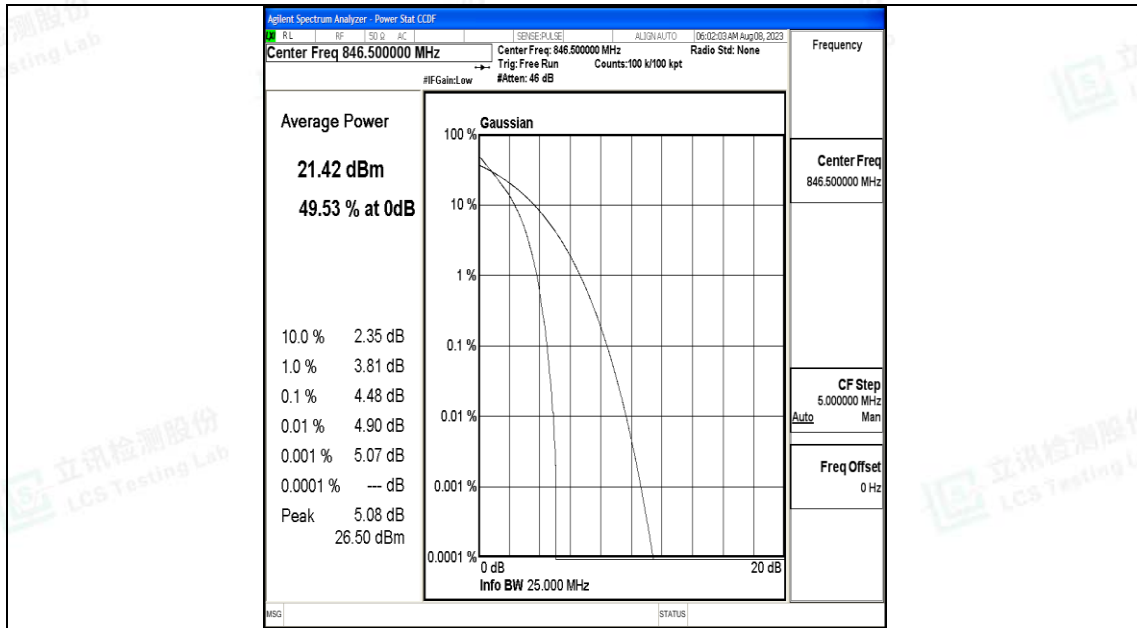 Agilent Spectrum Analyzer - Power Stat CCDF
LXI RL RF 50 Ω AC SENSE:PULSE ALIGN AUTO 06:02:03 AM Aug 08, 2023
Center Freq 846.500000 MHz
Center Freq: 846.500000 MHz Radio Std: None
Trig: Free Run Counts:100 k/100 kpt
#IFGain:Low #Atten: 46 dB
Frequency
Average Power
21.42 dBm
49.53 % at 0dB
10.0 % 2.35 dB
1.0 % 3.81 dB
0.1 % 4.48 dB
0.01 % 4.90 dB
0.001 % 5.07 dB
0.0001 % --- dB
Peak 5.08 dB
26.50 dBm
Gaussian
100 %
10 %
1 %
0.1 %
0.01 %
0.001 %
0.0001 %
0 dB 20 dB
Info BW 25.000 MHz
Center Freq
846.500000 MHz
CF Step
5.000000 MHz
Auto Man
Freq Offset
0 Hz
MSG STATUS
立讯检测股份
LCS Testing Lab